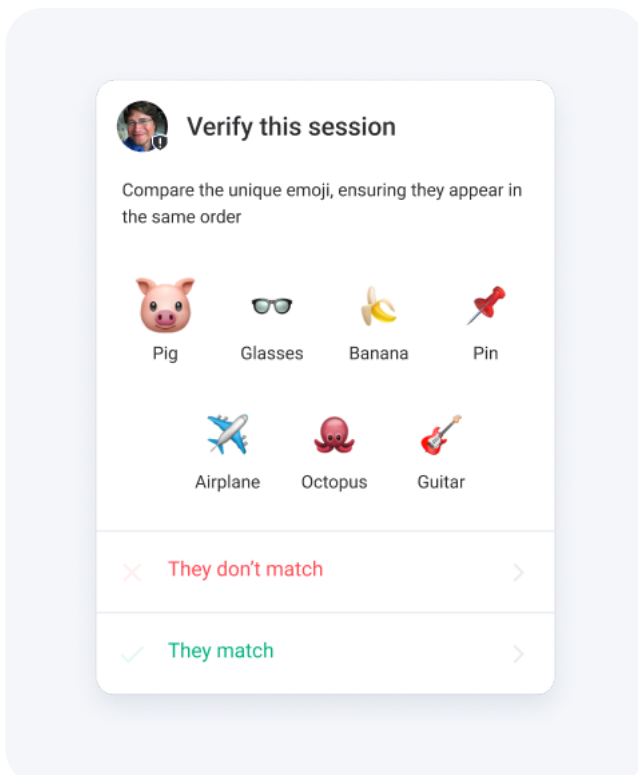 Verify this session
Compare the unique emoji, ensuring they appear in
the same order
Pig
Glasses
Banana
Pin
Airplane
Octopus
Guitar
They don’t match
They match